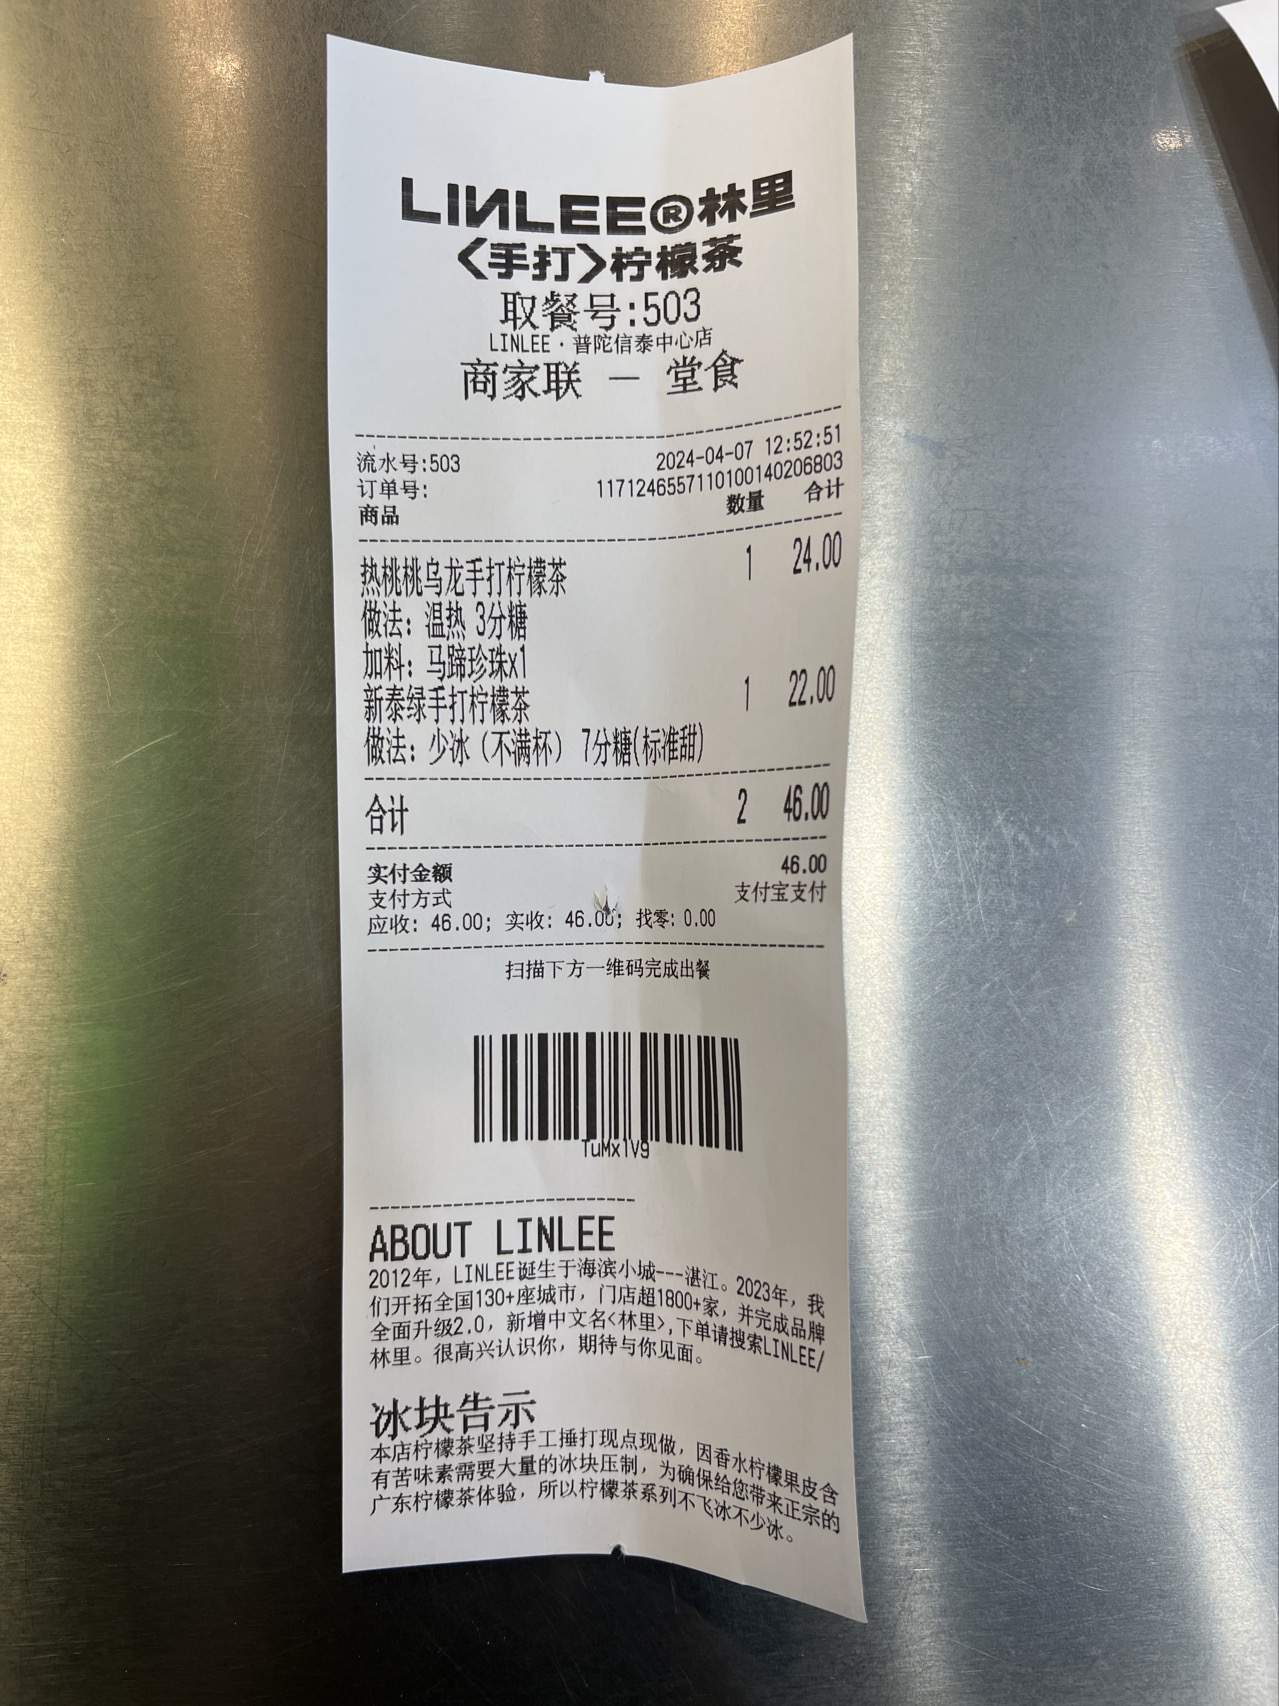 LINLEE®林里
<手打>柠檬茶
取餐号:503
LINLEE·普陀信泰中心店
商家联 — 堂食
流水号:503 2024-04-07 12:52:51
订单号: 1171246557110100140206803
商品 数量 合计
热桃桃乌龙手打柠檬茶 1 24.00
做法: 温热 3分糖
加料: 马蹄珍珠x1
新泰绿手打柠檬茶 1 22.00
做法: 少冰（不满杯） 7分糖(标准甜)
合计 2 46.00
实付金额 46.00
支付方式 支付宝支付
应收: 46.00; 实收: 46.00; 找零: 0.00
扫描下方一维码完成出餐
TuMx1V9
ABOUT LINLEE
2012年，LINLEE诞生于海滨小城---湛江。2023年，我
们开拓全国130+座城市，门店超1800+家，并完成品牌
全面升级2.0，新增中文名<林里>,下单请搜索LINLEE/
林里。很高兴认识你，期待与你见面。
冰块告示
本店柠檬茶坚持手工捶打现点现做，因香水柠檬果皮含
有苦味素需要大量的冰块压制，为确保给您带来正宗的
广东柠檬茶体验，所以柠檬茶系列不飞冰不少冰。